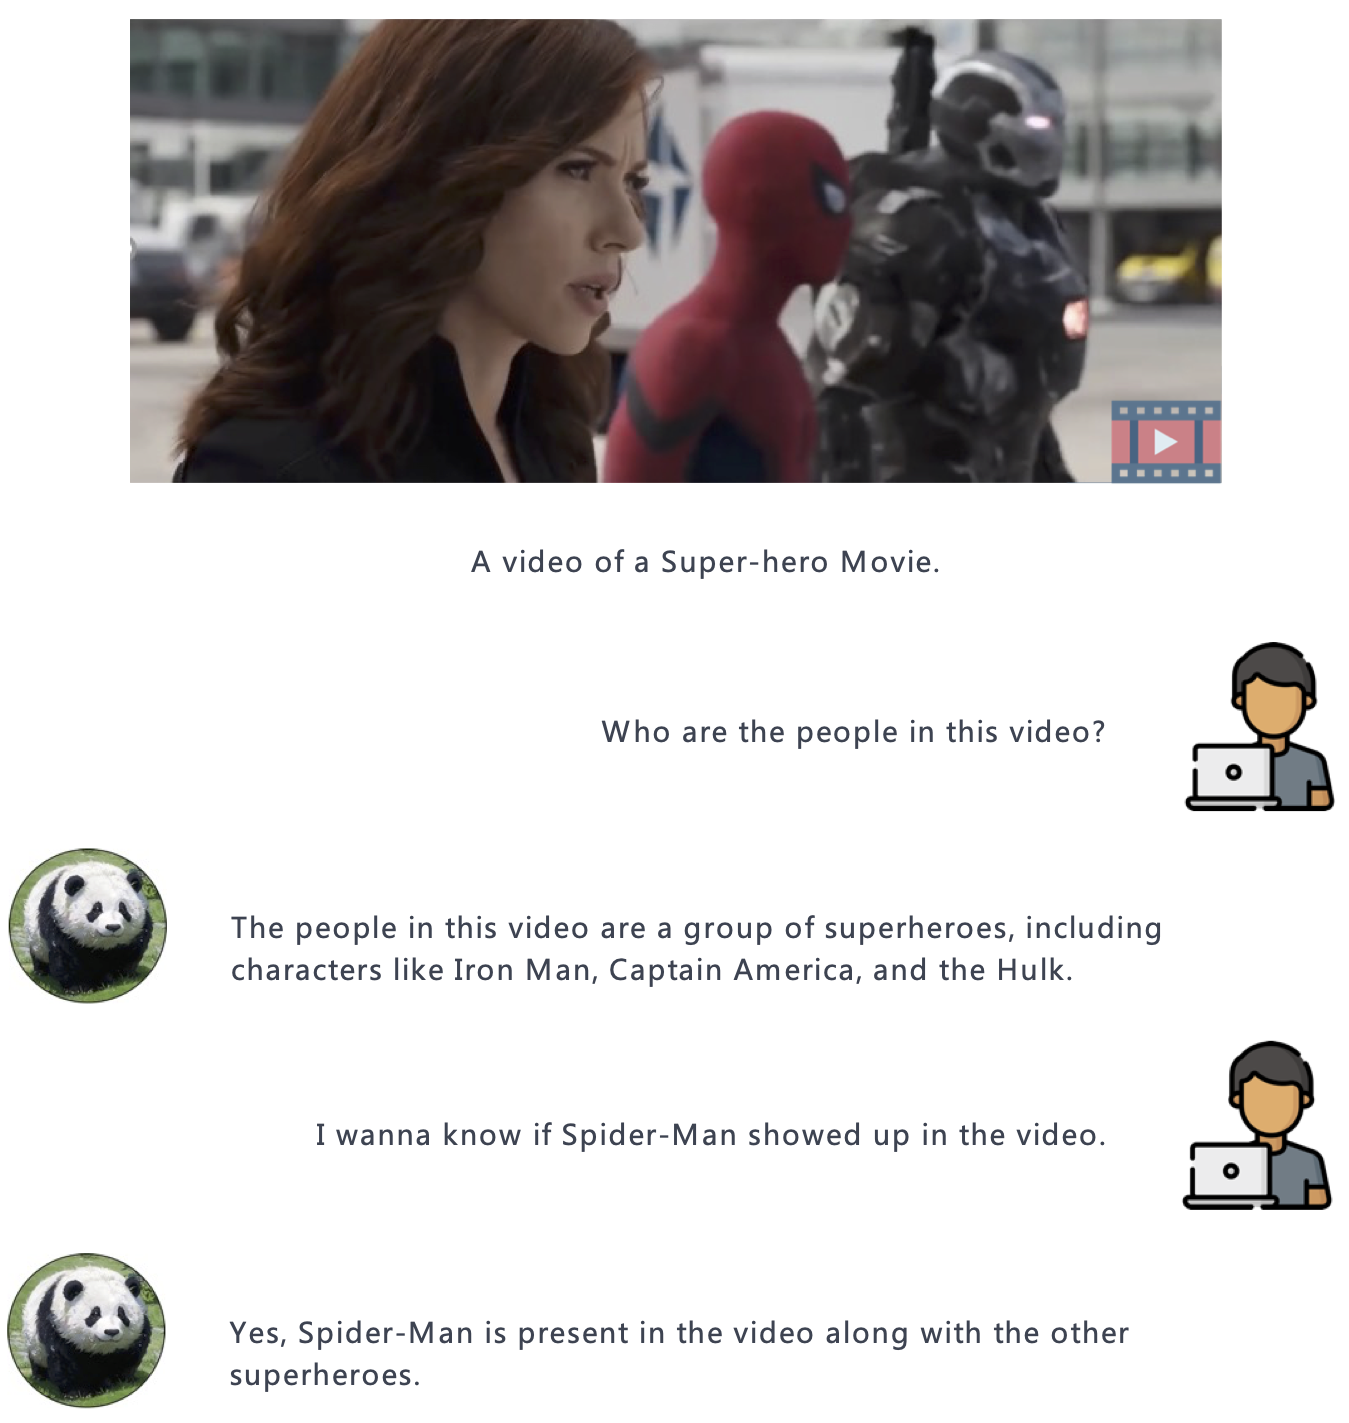 A video of a Super-hero Movie.
Who are the people in this video?
The people in this video are a group of superheroes, including
characters like Iron Man, Captain America, and the Hulk.
I wanna know if Spider-Man showed up in the video.
Yes, Spider-Man is present in the video along with the other
superheroes.